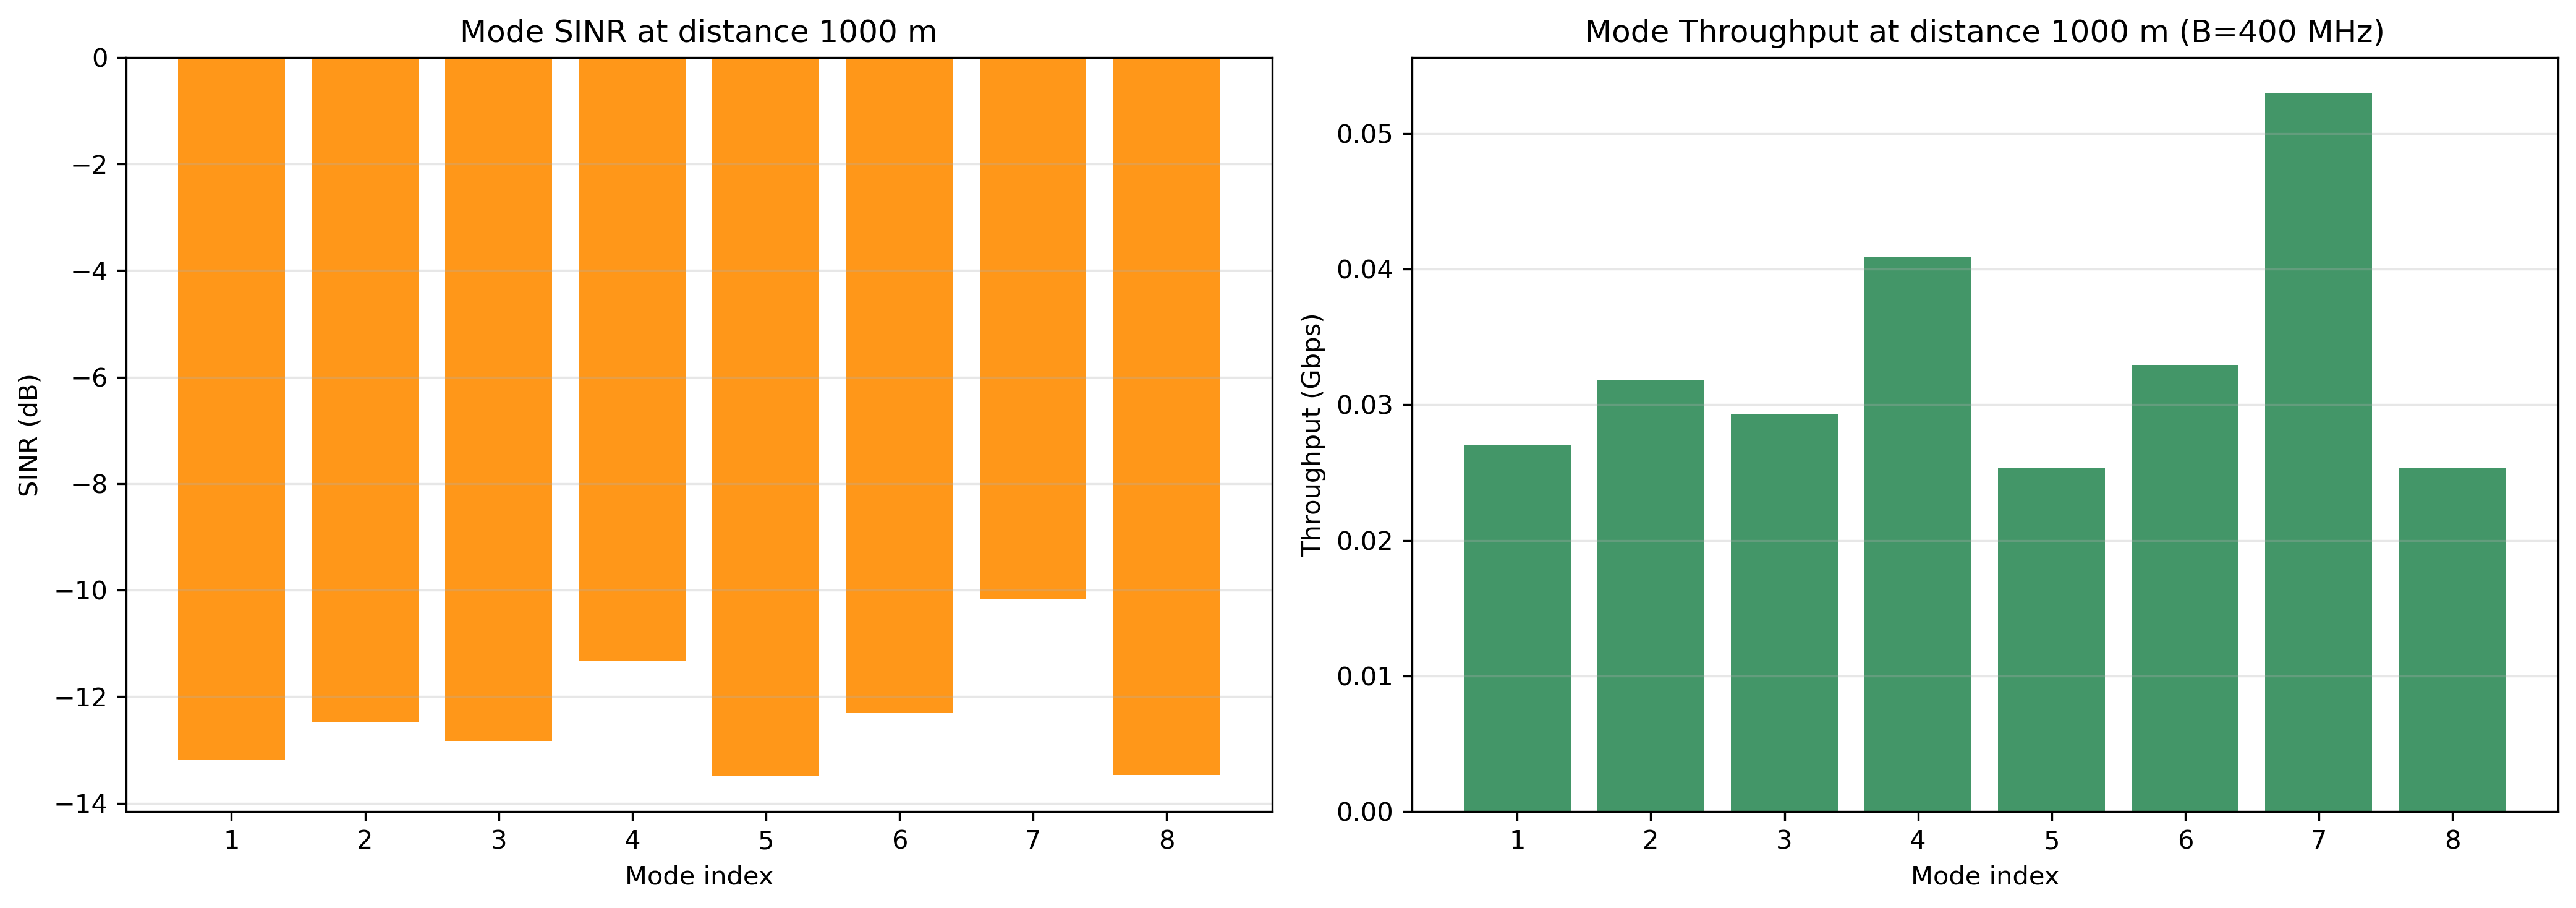 Mode SINR at distance 1000 m
SINR (dB)
0
−2
−4
−6
−8
−10
−12
−14
1 2 3 4 5 6 7 8
Mode index
Mode Throughput at distance 1000 m (B=400 MHz)
Throughput (Gbps)
0.05
0.04
0.03
0.02
0.01
0.00
1 2 3 4 5 6 7 8
Mode index